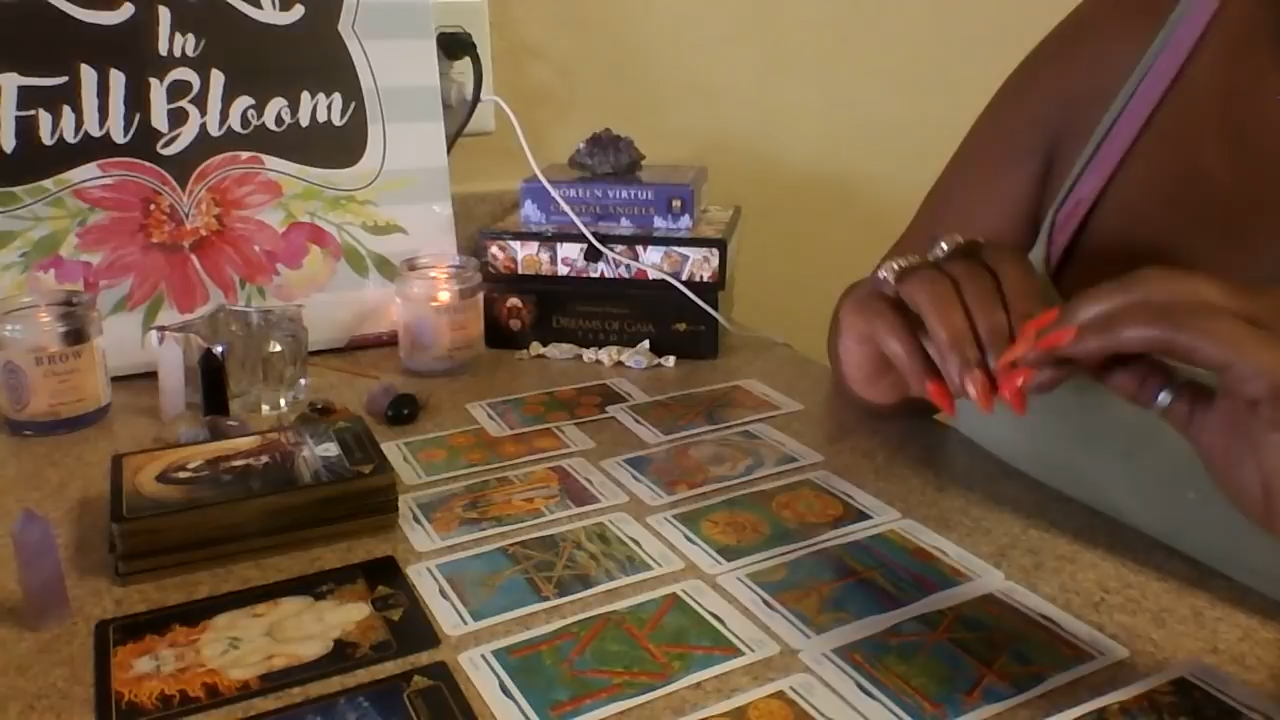 In
Full Bloom
DOREEN VIRTUE
CRYSTAL ANGELS
DREAMS OF GAIA
TAROT
BROW